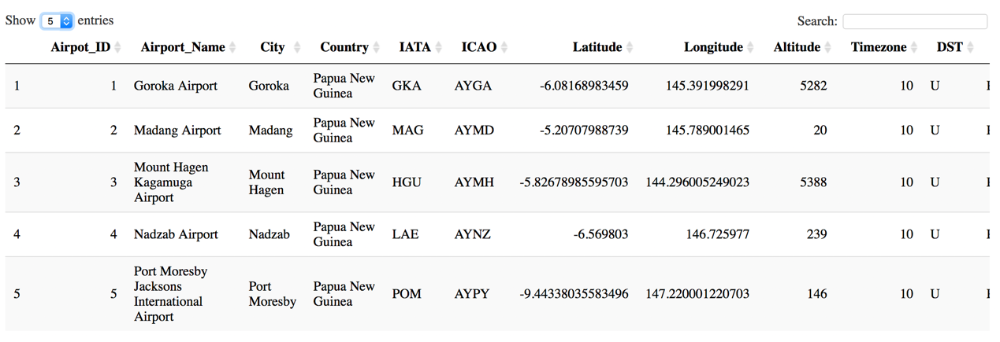 Show 5 entries Search:
Airpot_ID Airport_Name City Country IATA ICAO Latitude Longitude Altitude Timezone DST
1 1 Goroka Airport Goroka Papua New Guinea GKA AYGA -6.08168983459 145.391998291 5282 10 U
2 2 Madang Airport Madang Papua New Guinea MAG AYMD -5.20707988739 145.789001465 20 10 U
3 3 Mount Hagen Kagamuga Airport Mount Hagen Papua New Guinea HGU AYMH -5.82678985595703 144.296005249023 5388 10 U
4 4 Nadzab Airport Nadzab Papua New Guinea LAE AYNZ -6.569803 146.725977 239 10 U
5 5 Port Moresby Jacksons International Airport Port Moresby Papua New Guinea POM AYPY -9.44338035583496 147.220001220703 146 10 U